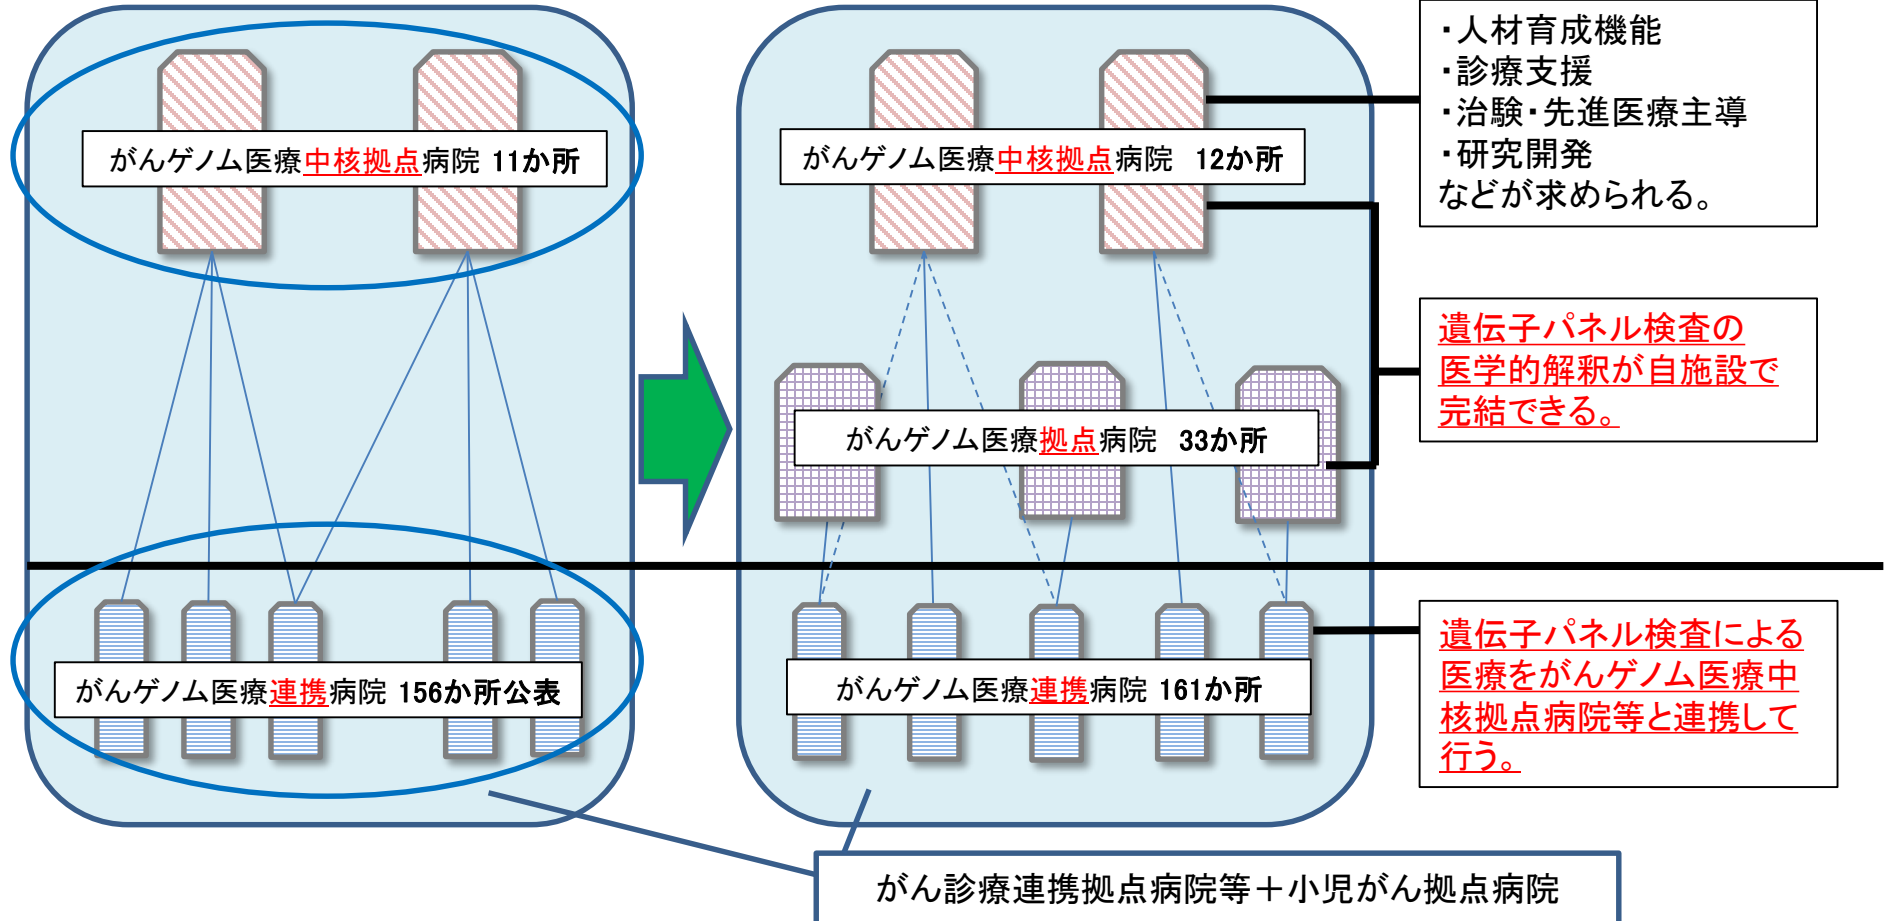 がんゲノム医療中核拠点病院 11か所
がんゲノム医療連携病院 156か所公表
がんゲノム医療中核拠点病院 12か所
がんゲノム医療拠点病院 33か所
がんゲノム医療連携病院 161か所
・人材育成機能
・診療支援
・治験・先進医療主導
・研究開発
などが求められる。
遺伝子パネル検査の
医学的解釈が自施設で
完結できる。
遺伝子パネル検査による
医療をがんゲノム医療中
核拠点病院等と連携して
行う。
がん診療連携拠点病院等＋小児がん拠点病院